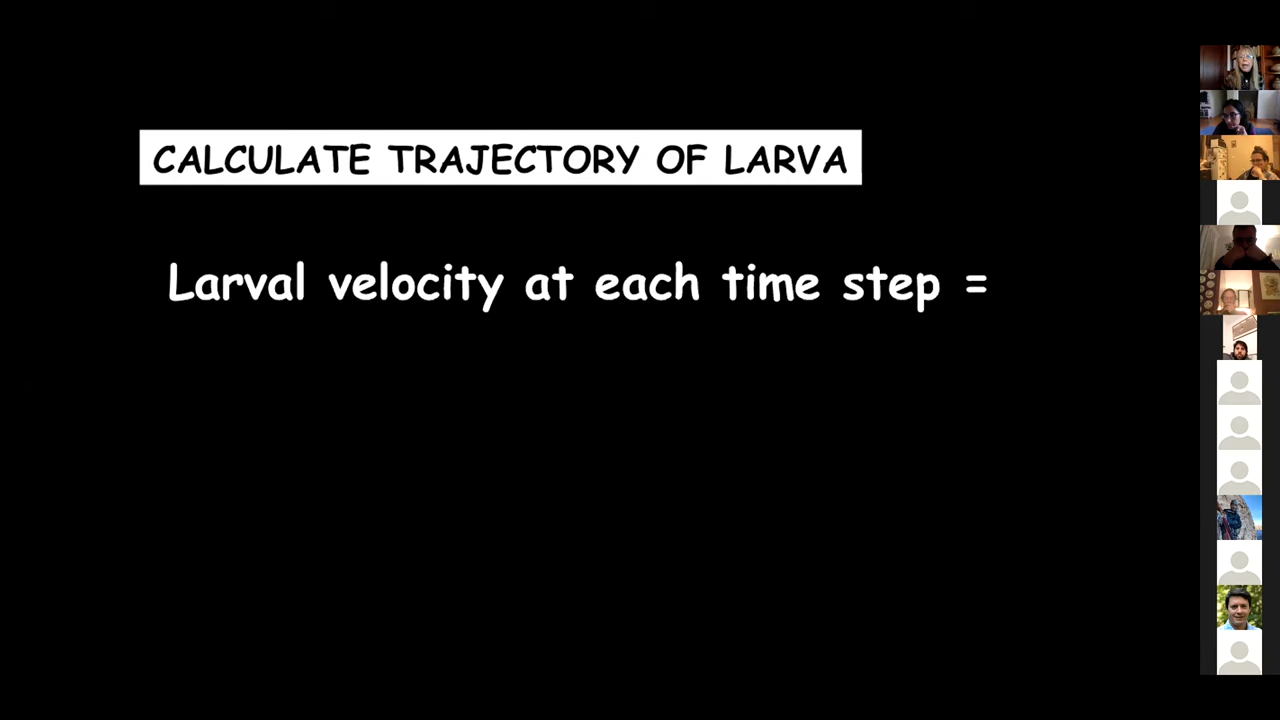 CALCULATE TRAJECTORY OF LARVA
Larval velocity at each time step =